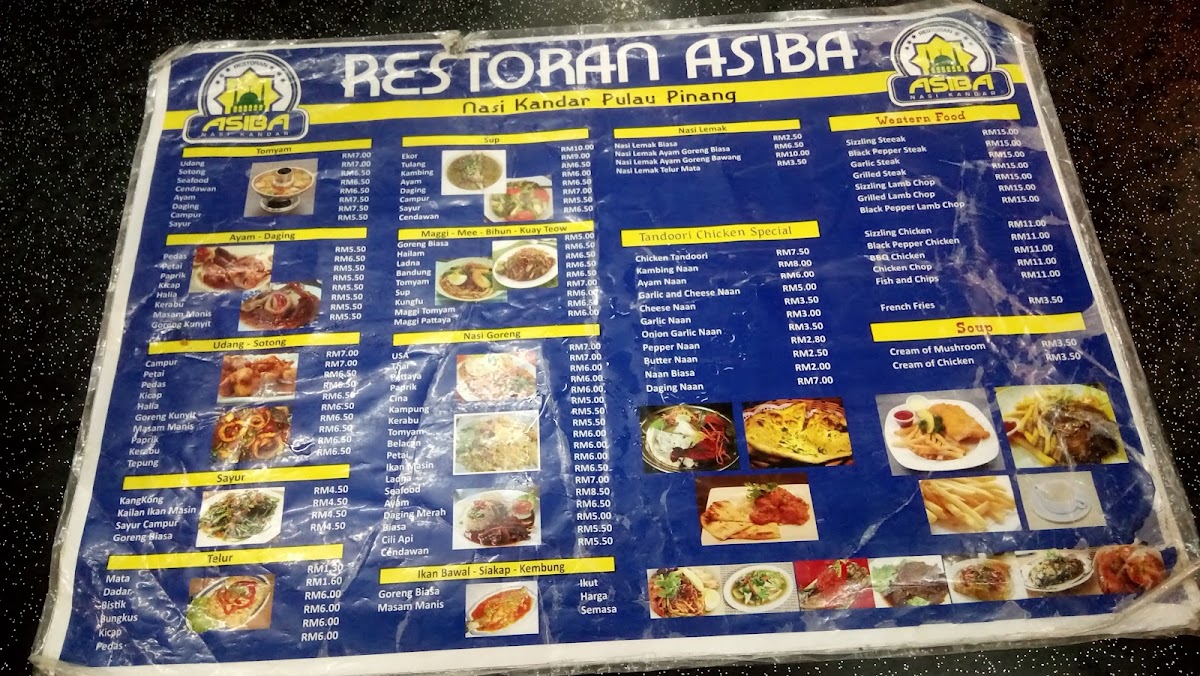 RESTORAN ASIBA
Nasi Kandar Pulau Pinang
RESTORAN
ASIBA
NASI KANDAR
RESTORAN
ASIBA
NASI KANDAR
Tomyam
Udang RM7.00
Sotong RM7.00
Seafood RM6.50
Cendawan RM6.50
Ayam RM6.50
Daging RM7.50
Campur RM7.50
Sayur RM5.50
Ayam - Daging
Pedas RM5.50
Petai RM6.50
Paprik RM5.50
Kicap RM5.50
Halia RM5.50
Kerabu RM5.50
Masam Manis RM5.50
Goreng Kunyit RM5.50
Udang - Sotong
Campur RM7.00
Petai RM7.00
Pedas RM6.50
Kicap RM6.50
Halia RM6.50
Goreng Kunyit RM6.50
Masam Manis RM6.50
Paprik RM6.50
Kerabu RM6.50
Tepung RM6.50
Sayur
KangKong RM4.50
Kailan Ikan Masin RM4.50
Sayur Campur RM4.50
Goreng Biasa RM4.50
Telur
Mata RM1.30
Dadar RM1.60
Bistik RM6.00
Bungkus RM6.00
Kicap RM6.00
Pedas RM6.00
Sup
Ekor RM10.00
Tulang RM9.00
Kambing RM6.00
Ayam RM6.00
Daging RM6.00
Campur RM7.00
Sayur RM5.50
Cendawan RM6.50
Maggi - Mee - Bihun - Kuay Teow
Goreng Biasa RM5.00
Hailam RM6.50
Ladna RM6.50
Bandung RM6.50
Tomyam RM6.50
Sup RM7.00
Kungfu RM6.00
Maggi Tomyam RM6.50
Maggi Pattaya RM6.00
Nasi Goreng
USA RM7.00
Thai RM7.00
Pattaya RM6.00
Paprik RM6.00
Cina RM6.00
Kampung RM5.50
Kerabu RM5.50
Tomyam RM6.00
Belacan RM6.00
Petai RM6.00
Ikan Masin RM6.50
Ladna RM7.00
Seafood RM8.50
Ayam RM6.50
Daging Merah RM5.00
Biasa RM5.50
Cili Api RM5.50
Cendawan
Ikan Bawal - Siakap - Kembung
Goreng Biasa
Masam Manis
Ikut
Harga
Semasa
Nasi Lemak
Nasi Lemak Biasa RM2.50
Nasi Lemak Ayam Goreng Biasa RM6.50
Nasi Lemak Ayam Goreng Bawang RM10.00
Nasi Lemak Telur Mata RM3.50
Tandoori Chicken Special
Chicken Tandoori RM7.50
Kambing Naan RM8.00
Ayam Naan RM6.00
Garlic and Cheese Naan RM5.00
Cheese Naan RM3.50
Garlic Naan RM3.00
Onion Garlic Naan RM3.50
Pepper Naan RM2.80
Butter Naan RM2.50
Naan Biasa RM2.00
Daging Naan RM7.00
Western Food
Sizzling Steeak RM15.00
Black Pepper Steak RM15.00
Garlic Steak RM15.00
Grilled Steak RM15.00
Sizzling Lamb Chop RM15.00
Grilled Lamb Chop RM15.00
Black Pepper Lamb Chop RM15.00
Sizzling Chicken RM11.00
Black Pepper Chicken RM11.00
BBQ Chicken RM11.00
Chicken Chop RM11.00
Fish and Chips RM11.00
French Fries RM3.50
Soup
Cream of Mushroom RM3.50
Cream of Chicken RM3.50